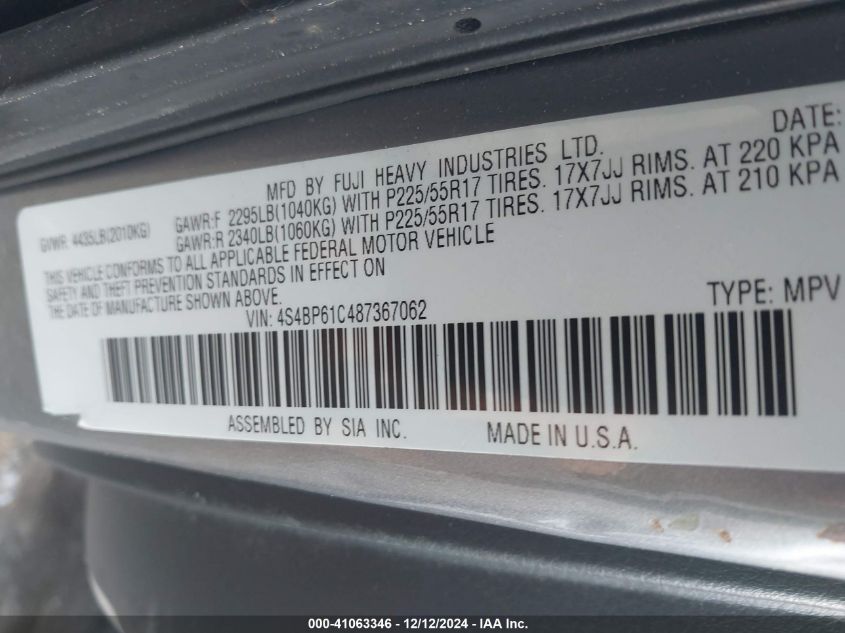 DATE:
MFD BY FUJI HEAVY INDUSTRIES LTD.
GVWR 4435LB(2010KG) GAWR:F 2295LB(1040KG) WITH P225/55R17 TIRES. 17X7JJ RIMS. AT 220 KPA
GAWR:R 2340LB(1060KG) WITH P225/55R17 TIRES. 17X7JJ RIMS. AT 210 KPA
THIS VEHICLE CONFORMS TO ALL APPLICABLE FEDERAL MOTOR VEHICLE
SAFETY AND THEFT PREVENTION STANDARDS IN EFFECT ON
THE DATE OF MANUFACTURE SHOWN ABOVE.
VIN: 4S4BP61C487367062 TYPE: MPV
ASSEMBLED BY SIA INC. MADE IN U.S.A.
000-41063346 - 12/12/2024 - IAA Inc.